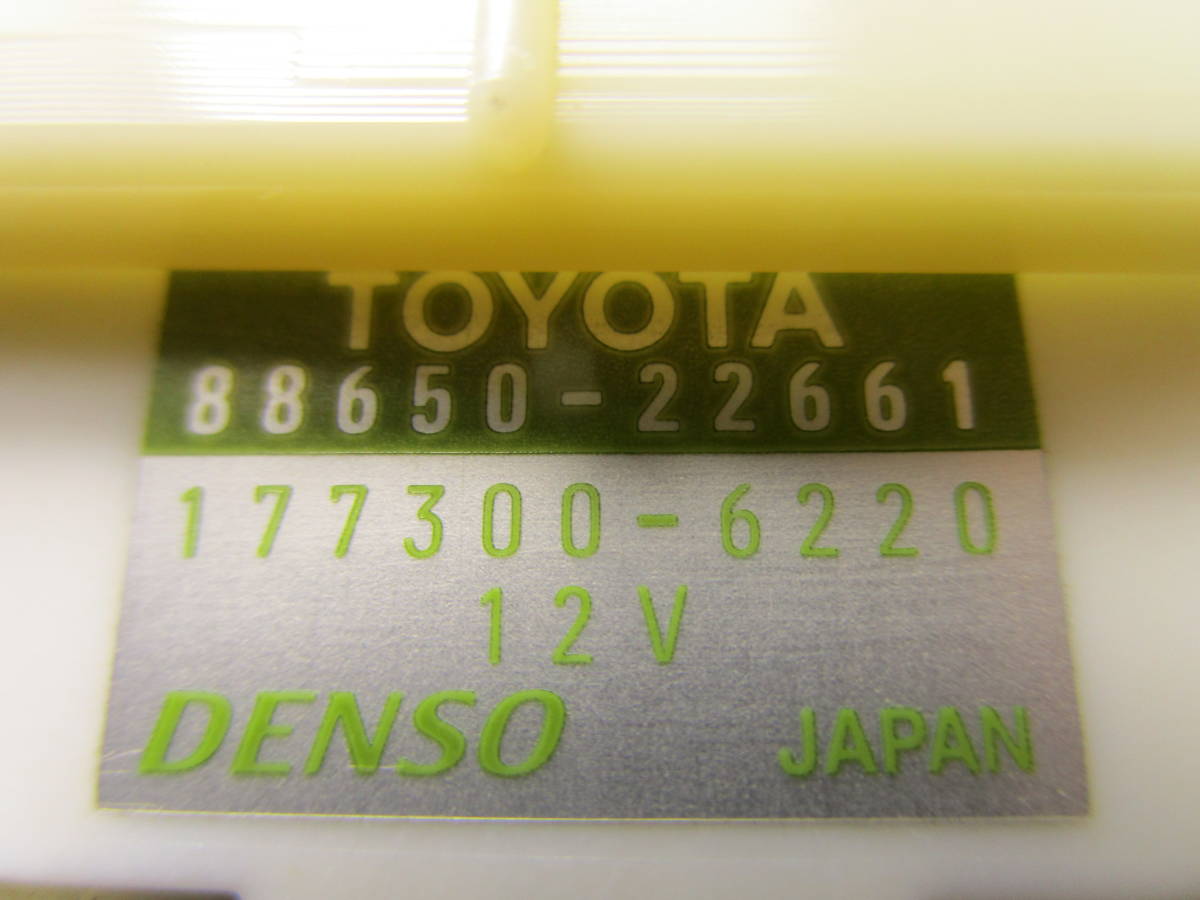 TOYOTA
88650-22661
177300-6220
12V
DENSO JAPAN